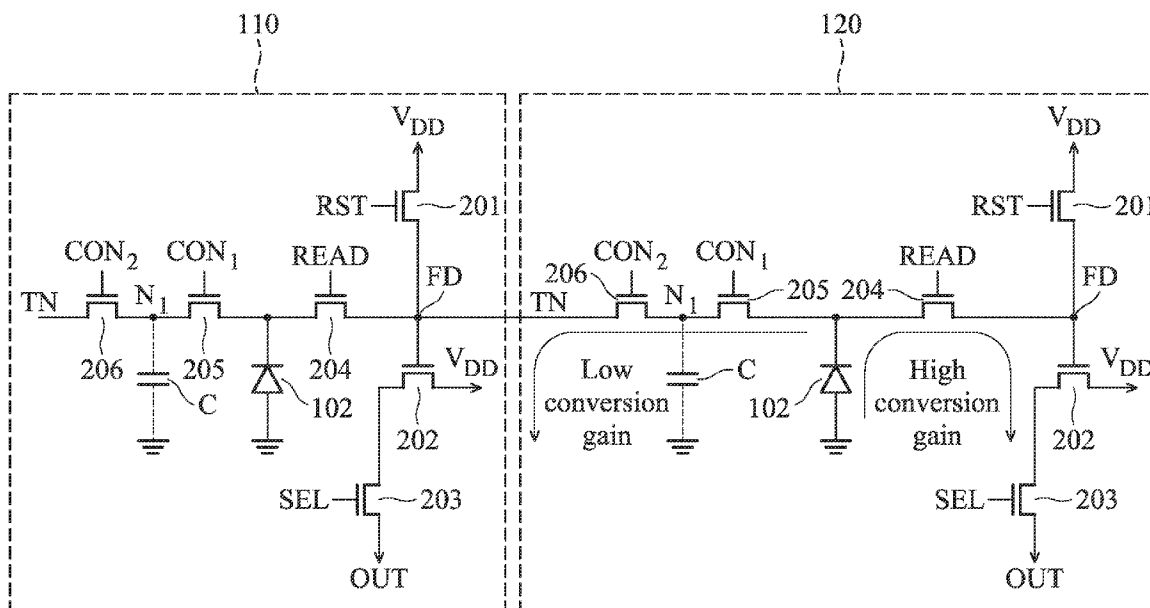 110
120
V_DD
V_DD
RST
201
RST
201
CON_2
CON_1
READ
FD
CON_2
CON_1
READ
FD
TN
N_1
206
TN
N_1
205
204
206
C
205
102
204
V_DD
202
Low
conversion
gain
C
102
High
conversion
gain
V_DD
202
SEL
203
SEL
203
OUT
OUT